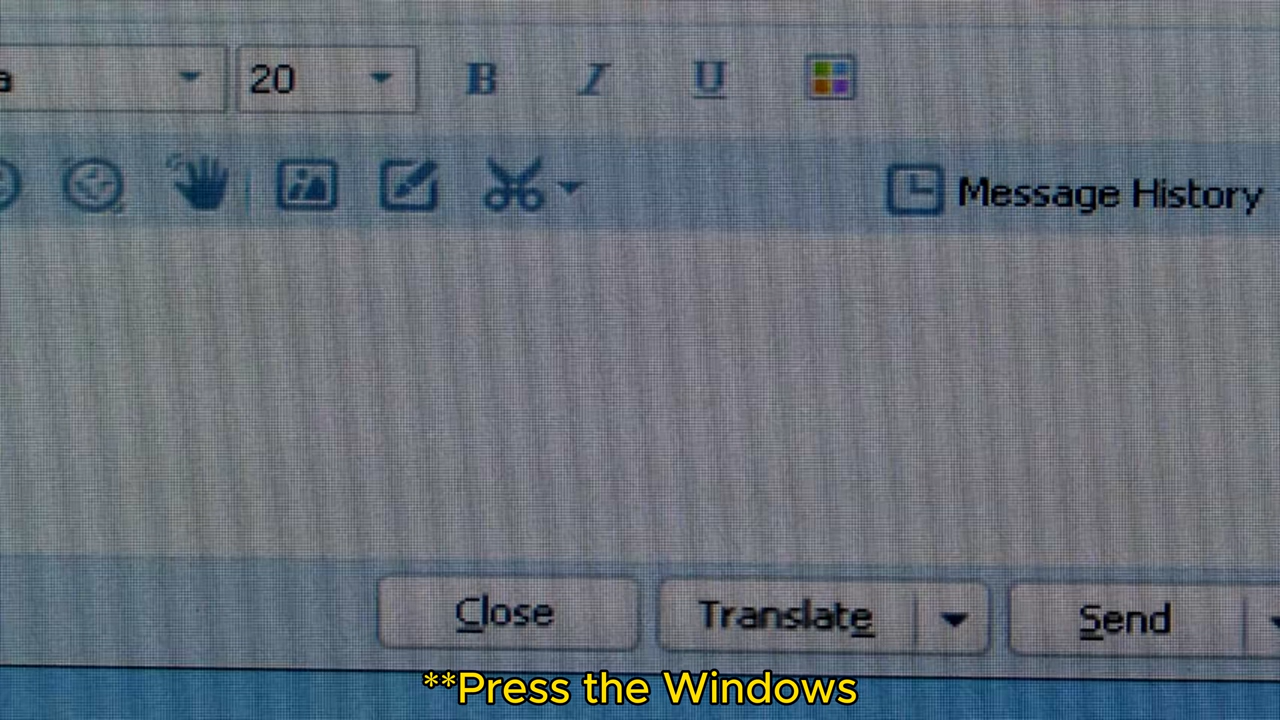 a
20
B I U
Message History
Close Translate Send
**Press the Windows